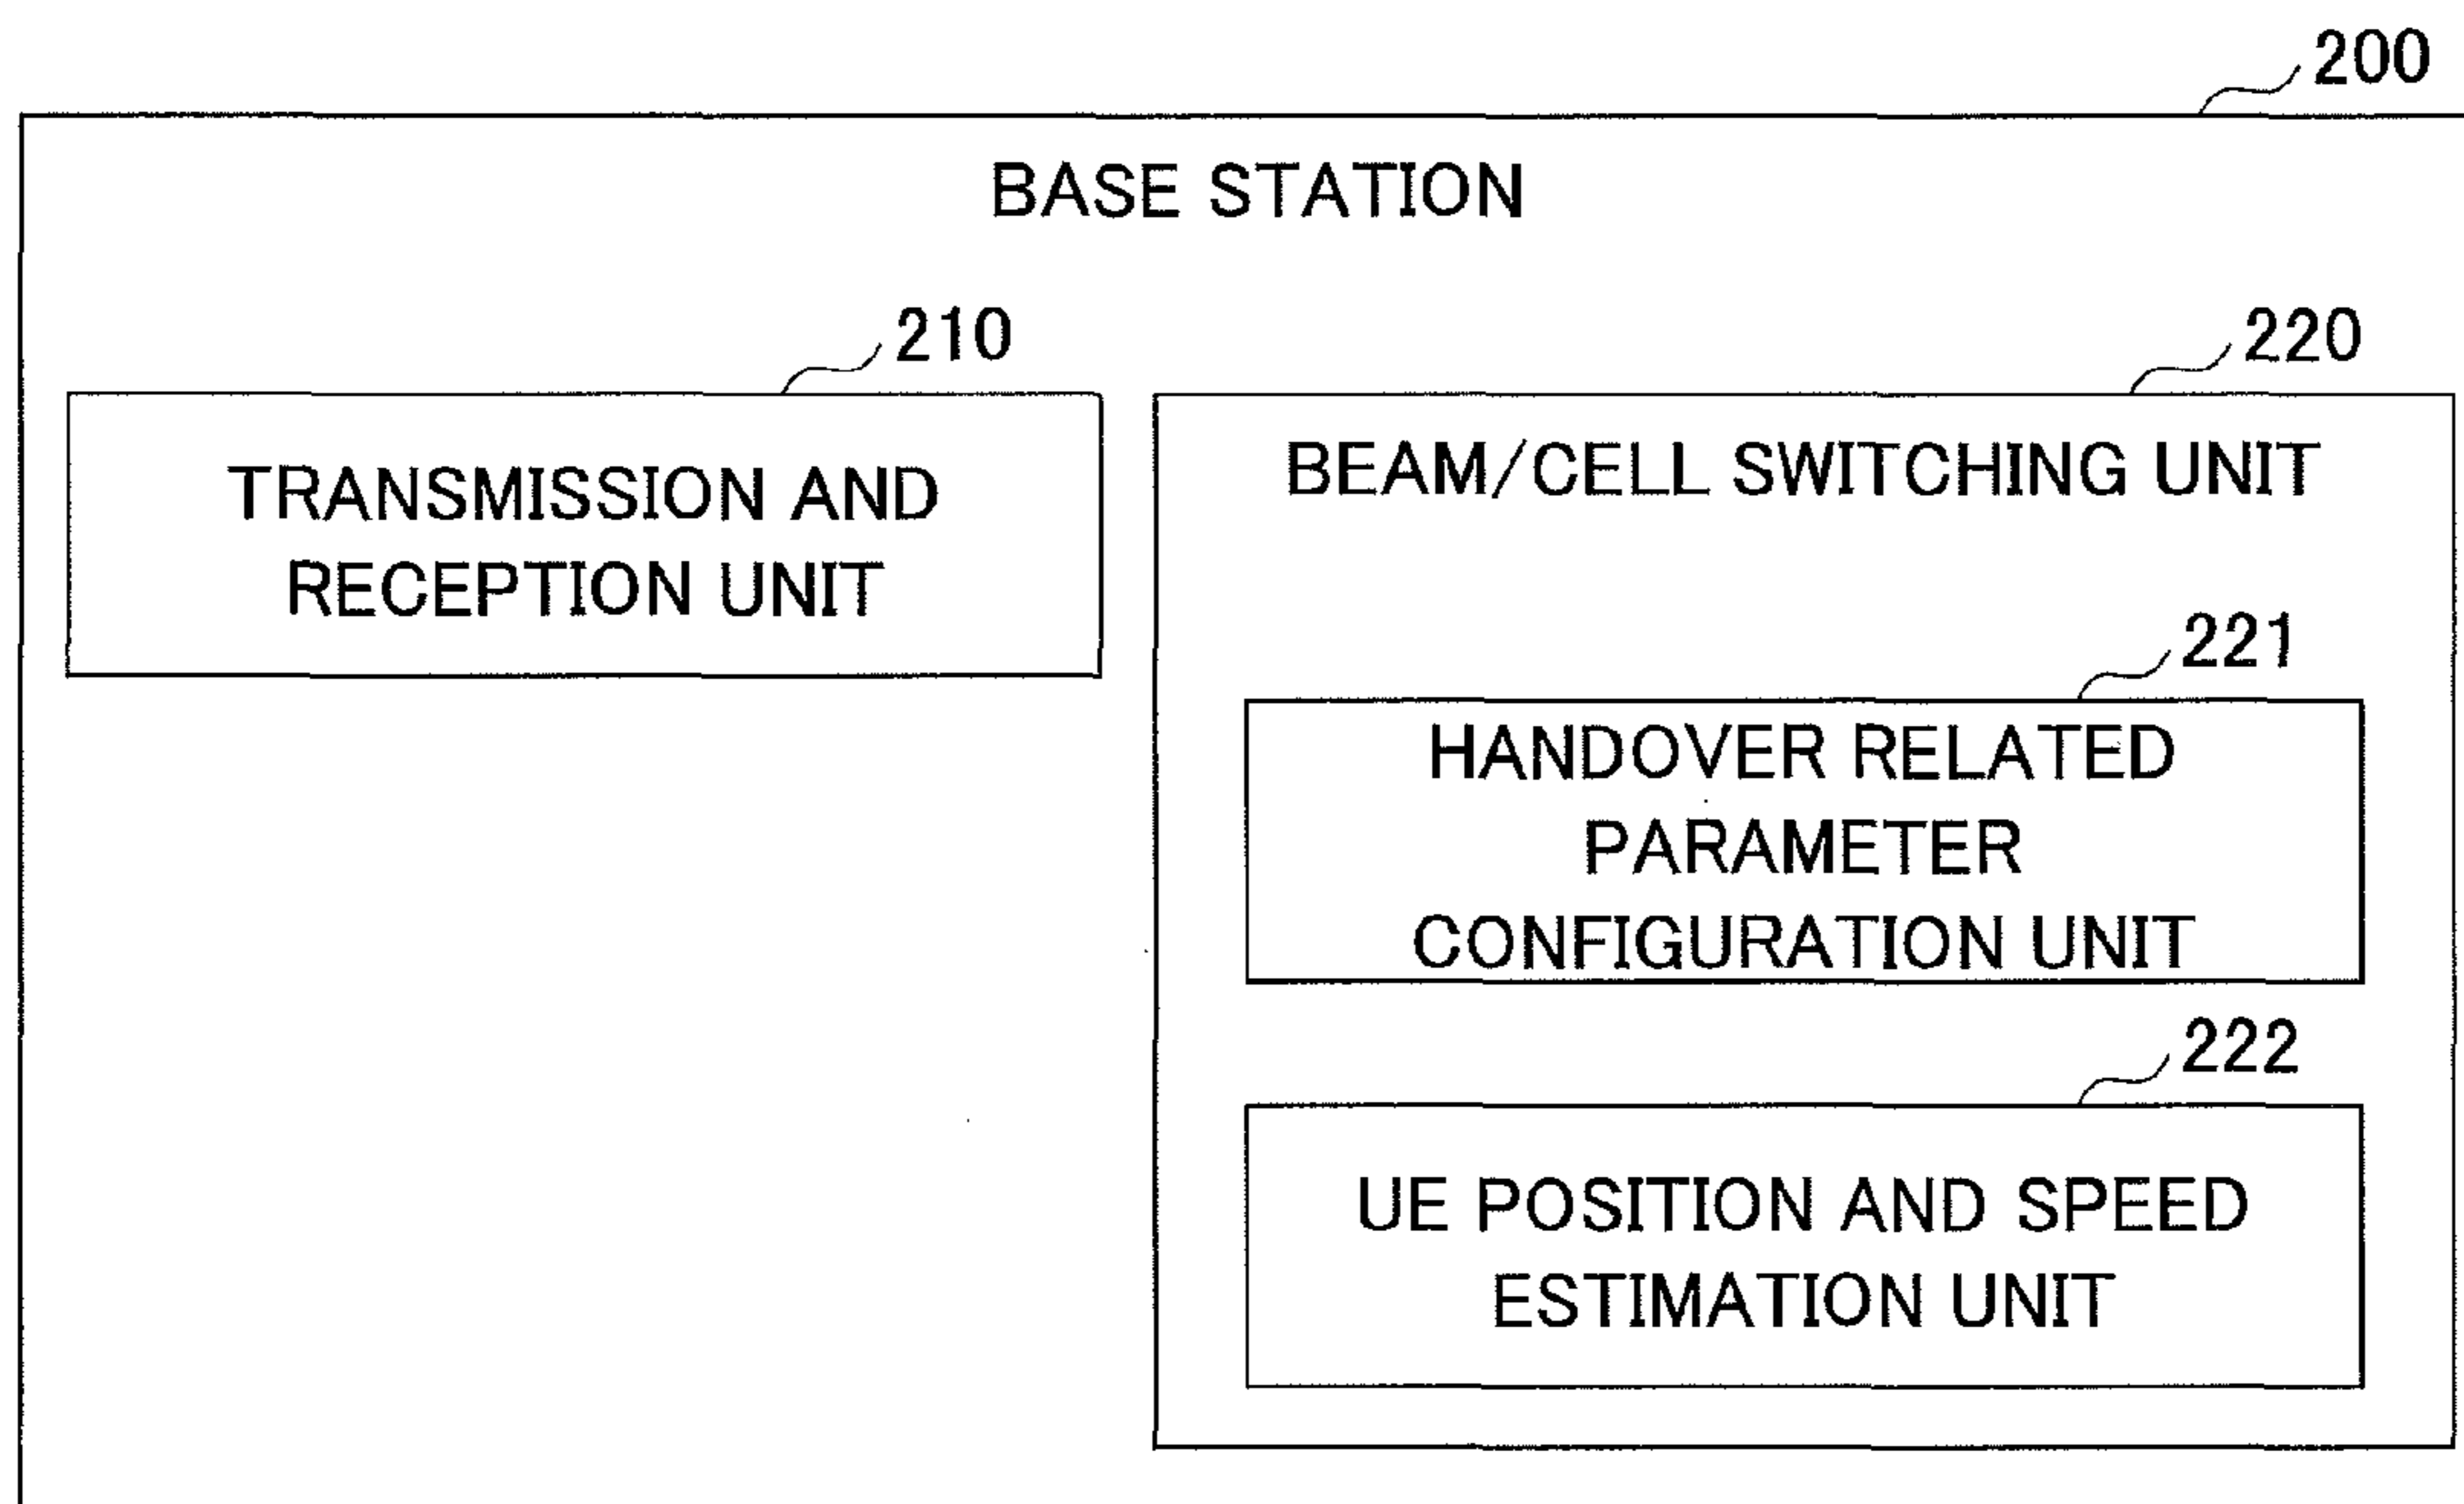 200
BASE STATION
210
TRANSMISSION AND
RECEPTION UNIT
220
BEAM/CELL SWITCHING UNIT
221
HANDOVER RELATED
PARAMETER
CONFIGURATION UNIT
222
UE POSITION AND SPEED
ESTIMATION UNIT